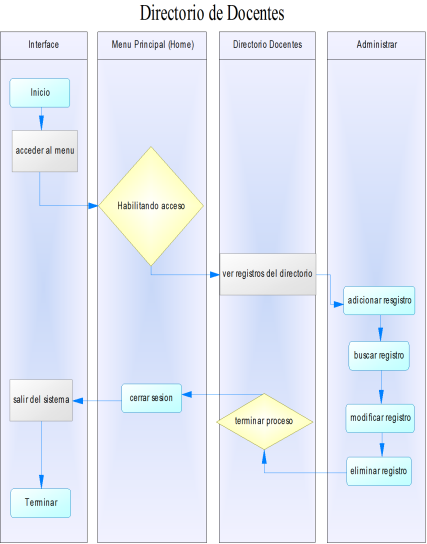 Directorio de Docentes
Interface
Menu Principal (Home)
Directorio Docentes
Administrar
Inicio
acceder al menu
Habilitando acceso
ver registros del directorio
adicionar resgistro
buscar registro
modificar registro
eliminar registro
terminar proceso
cerrar sesion
salir del sistema
Terminar